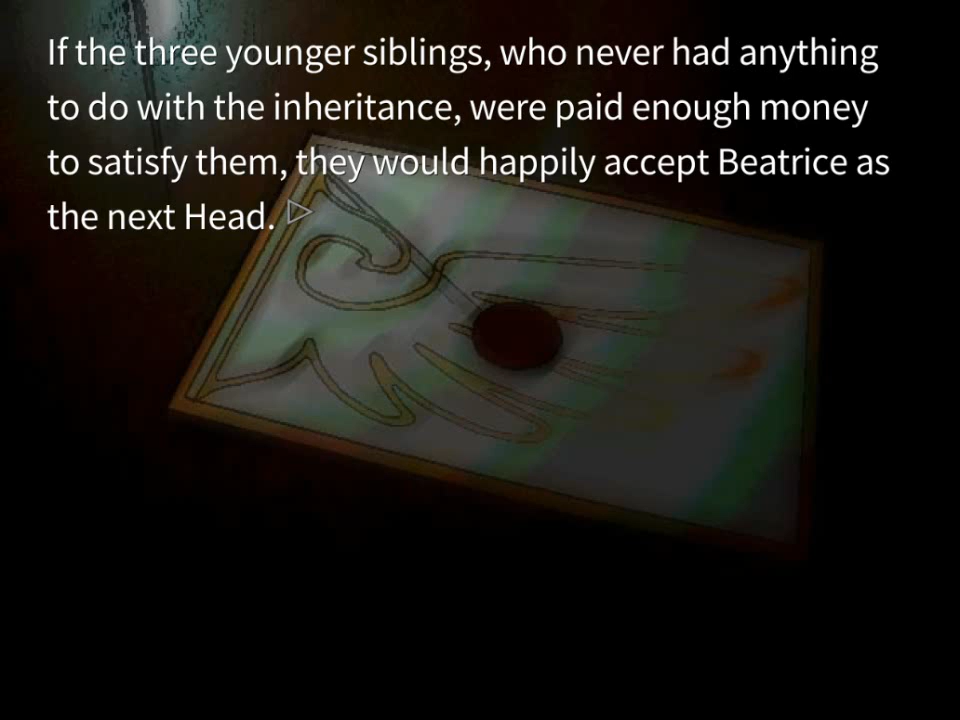 If the three younger siblings, who never had anything
to do with the inheritance, were paid enough money
to satisfy them, they would happily accept Beatrice as
the next Head.